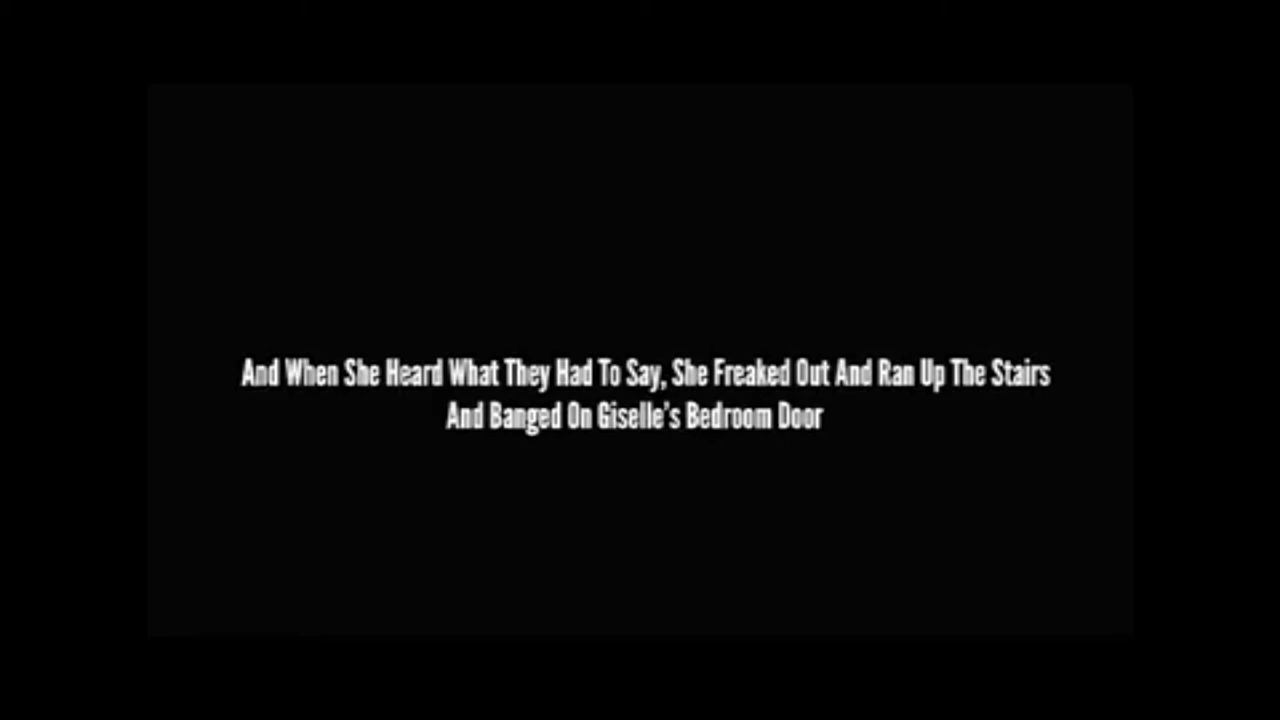 And When She Heard What They Had To Say, She Freaked Out And Ran Up The Stairs
And Banged On Giselle's Bedroom Door